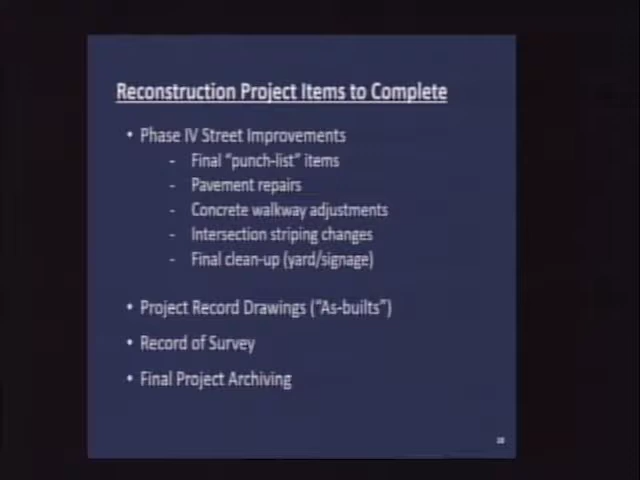 Reconstruction Project Items to Complete
• Phase IV Street Improvements
- Final “punch-list” items
- Pavement repairs
- Concrete walkway adjustments
- Intersection striping changes
- Final clean-up (yard/signage)
• Project Record Drawings (“As-builts”)
• Record of Survey
• Final Project Archiving